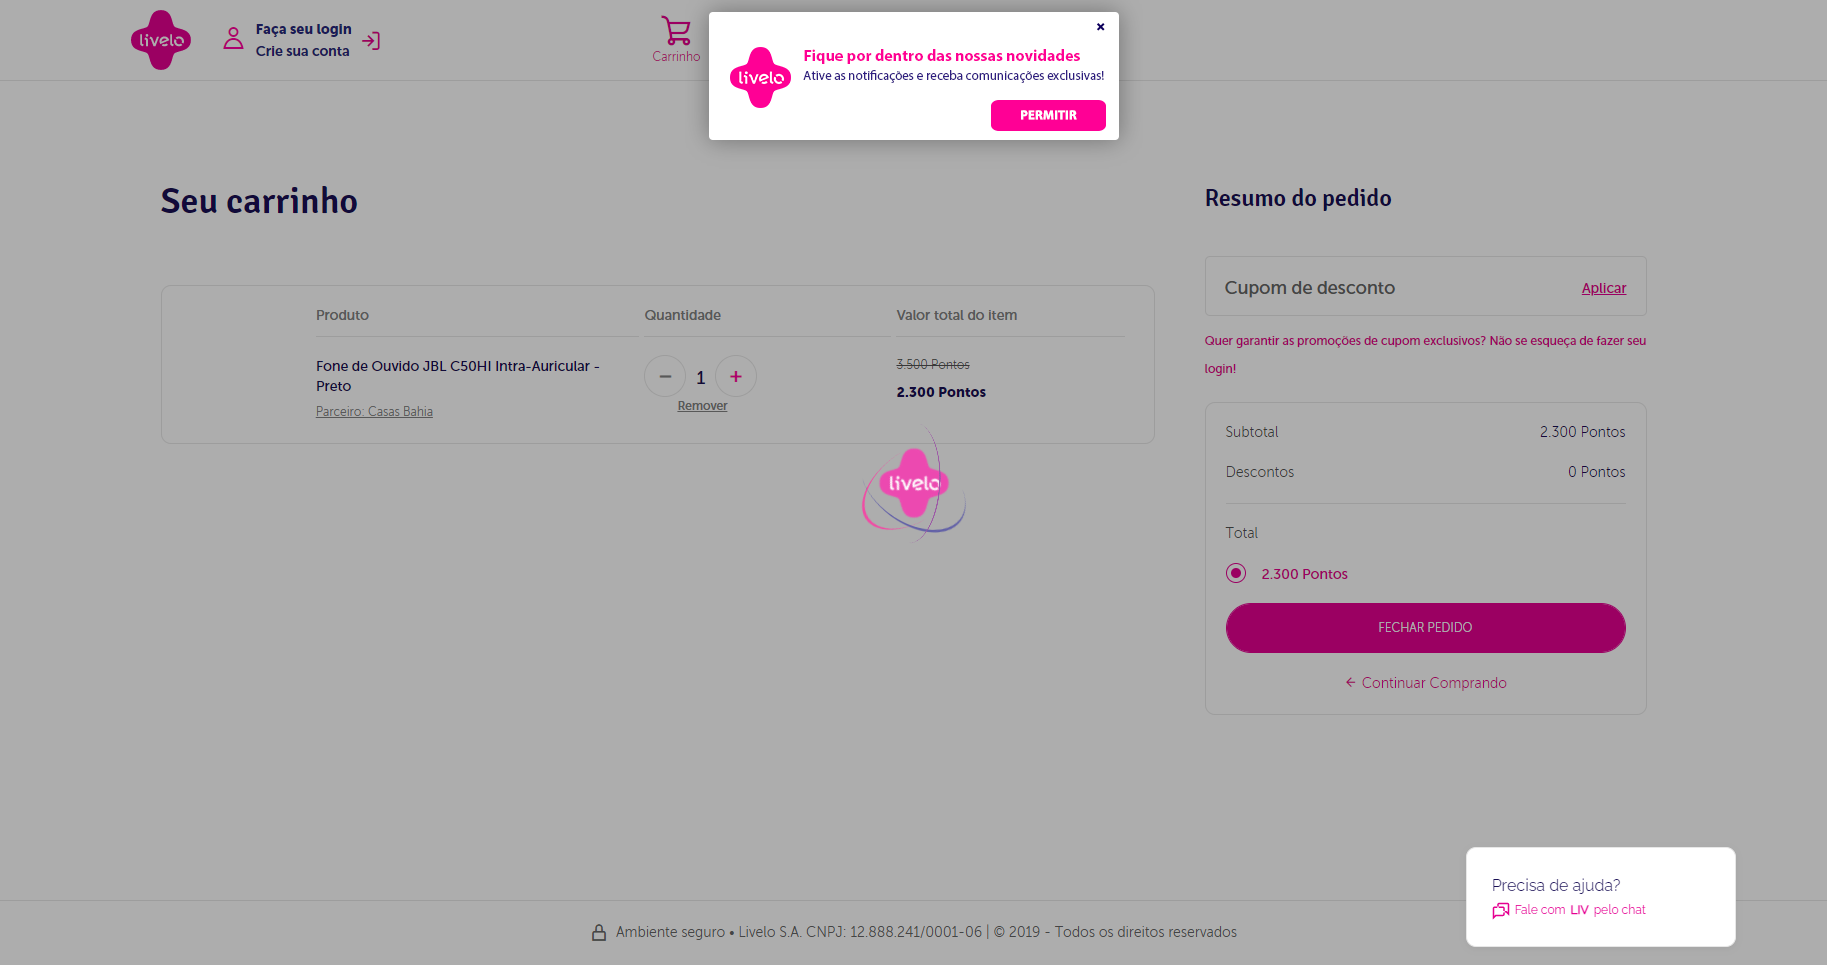 livelo
Faça seu login
Crie sua conta
Carrinho
×
livelo
Fique por dentro das nossas novidades
Ative as notificações e receba comunicações exclusivas!
PERMITIR
Seu carrinho
Produto
Quantidade
Valor total do item
Fone de Ouvido JBL C50HI Intra-Auricular -
Preto
Parceiro: Casas Bahia
− 1 +
Remover
3.500 Pontos
2.300 Pontos
livelo
Resumo do pedido
Cupom de desconto
Aplicar
Quer garantir as promoções de cupom exclusivos? Não se esqueça de fazer seu
login!
Subtotal
2.300 Pontos
Descontos
0 Pontos
Total
2.300 Pontos
FECHAR PEDIDO
← Continuar Comprando
Precisa de ajuda?
Fale com LIV pelo chat
Ambiente seguro • Livelo S.A. CNPJ: 12.888.241/0001-06 | © 2019 - Todos os direitos reservados